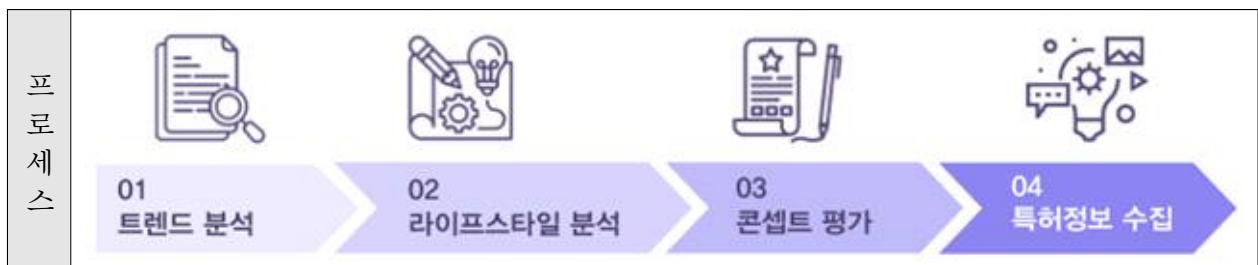 프로세스
01
트렌드 분석
02
라이프스타일 분석
03
콘셉트 평가
04
특허정보 수집